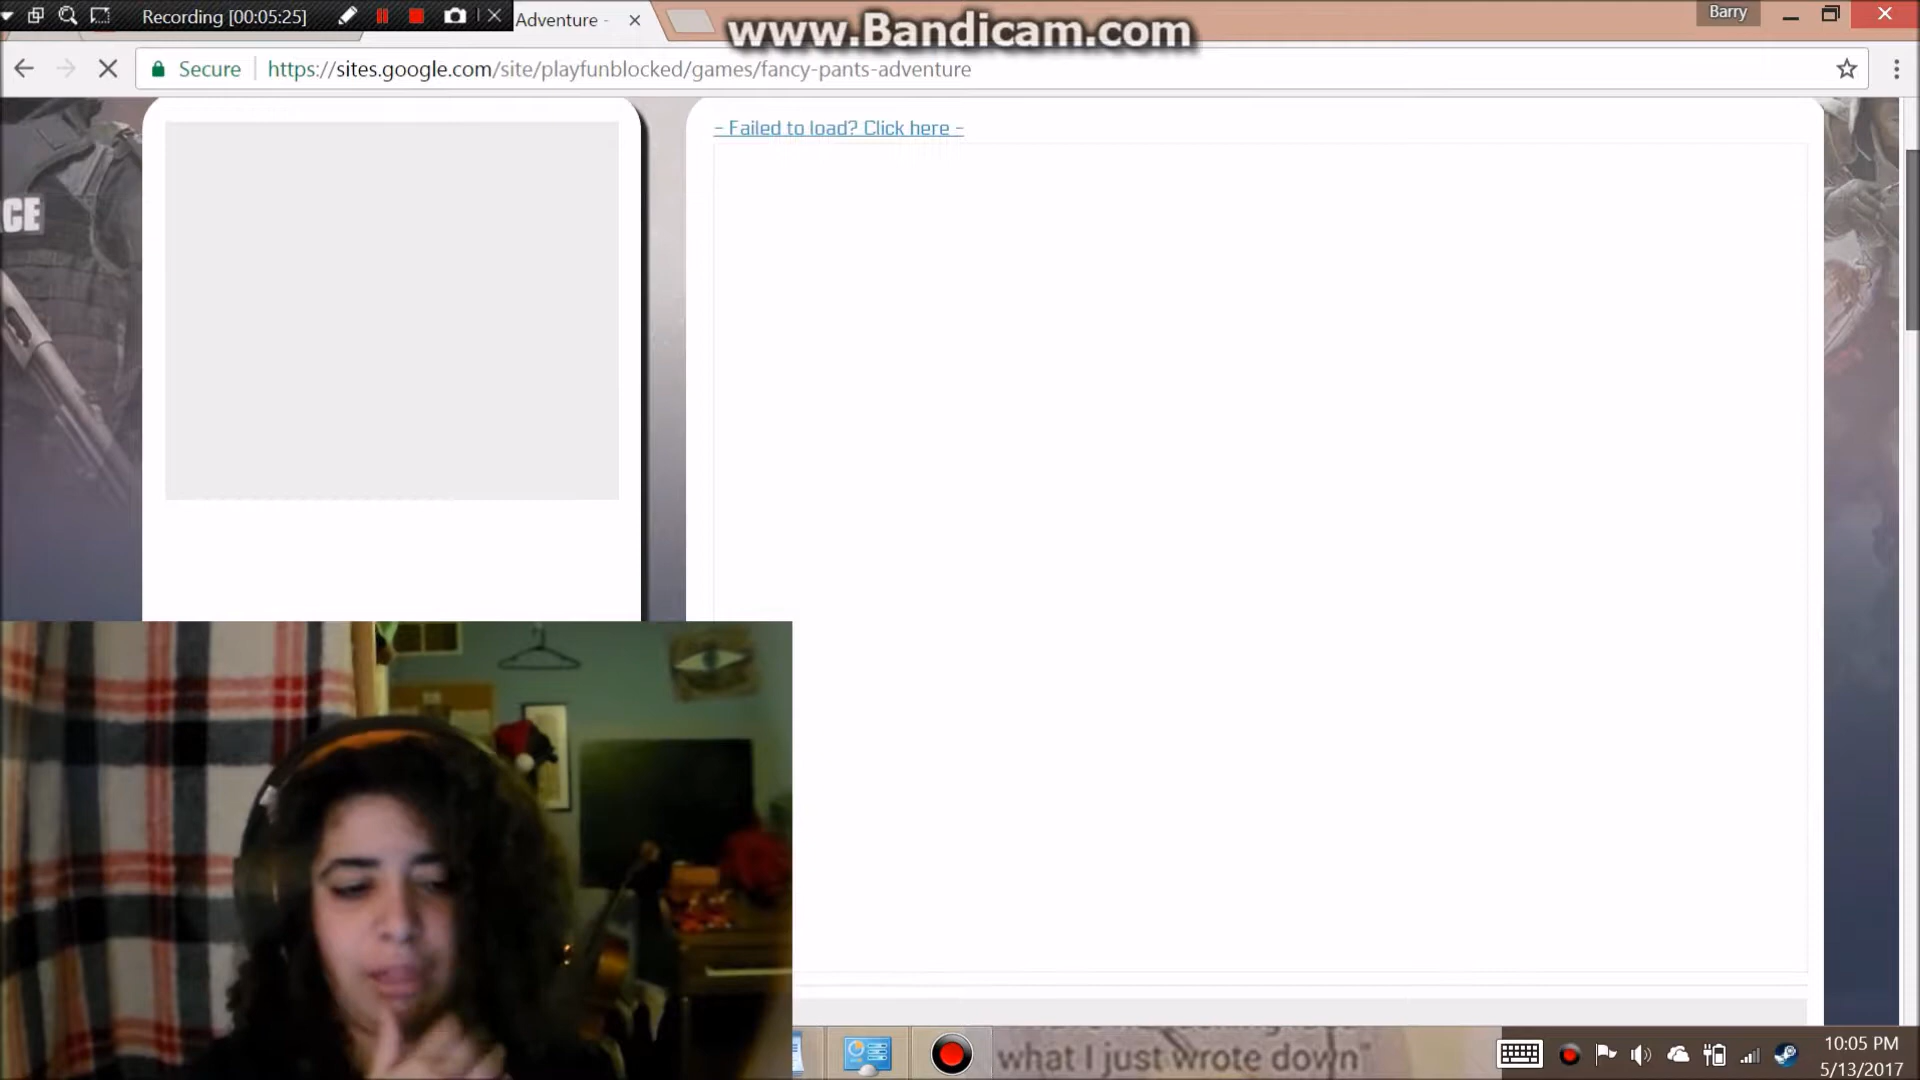 Recording [00:05:25]
Adventure -
www.Bandicam.com
Barry
Secure
https://sites.google.com/site/playfunblocked/games/fancy-pants-adventure
- Failed to load? Click here -
CE
what I just wrote down"
10:05 PM
5/13/2017